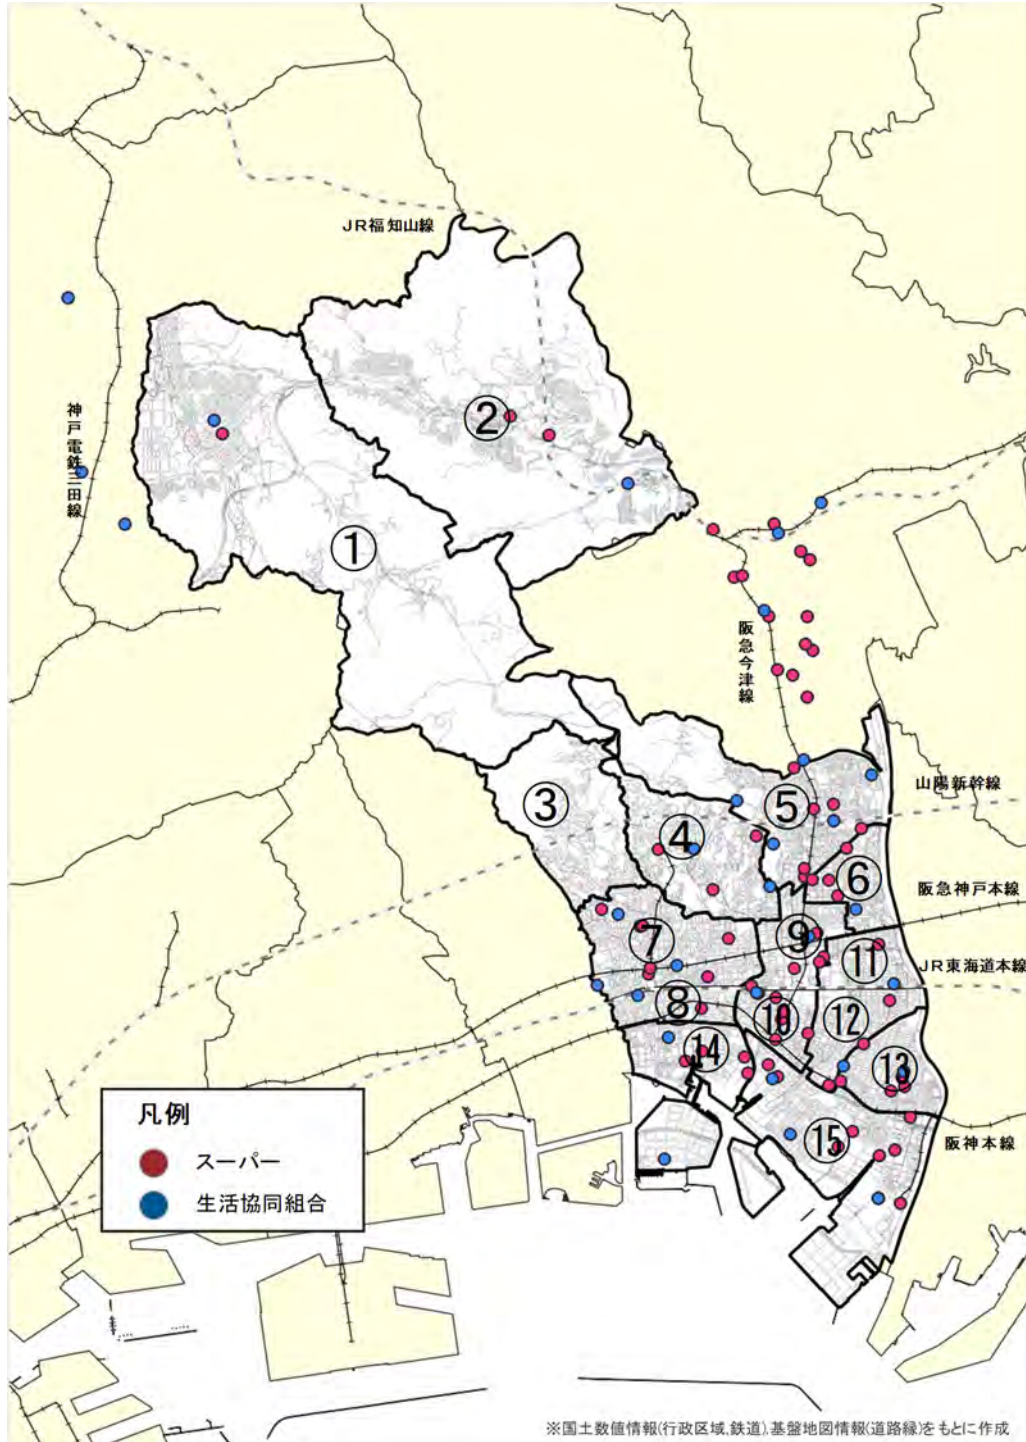 JR福知山線
神戸電鉄三田線
②
①
阪急今津線
山陽新幹線
③
④
⑤
⑥
阪急神戸本線
⑦
⑨
⑪
JR東海道本線
⑧
⑩
⑫
⑭
⑬
⑮
阪神本線
凡例
スーパー
生活協同組合
※国土数値情報(行政区域,鉄道),基盤地図情報(道路縁)をもとに作成